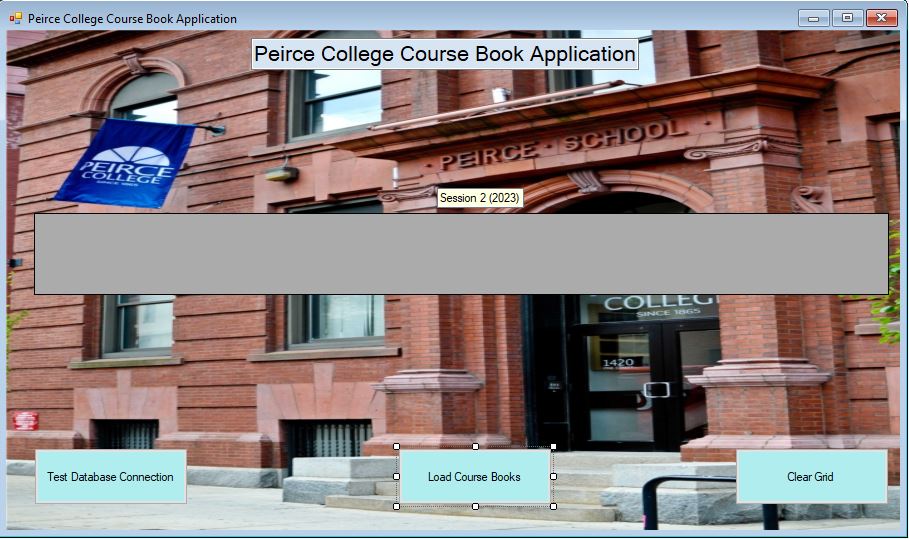 Peirce College Course Book Application
Peirce College Course Book Application
PEIRCE · SCHOOL
PEIRCE
COLLEGE
SINCE 1865
Session 2 (2023)
COLLEGE
SINCE 1865
1420
Test Database Connection
Load Course Books
Clear Grid